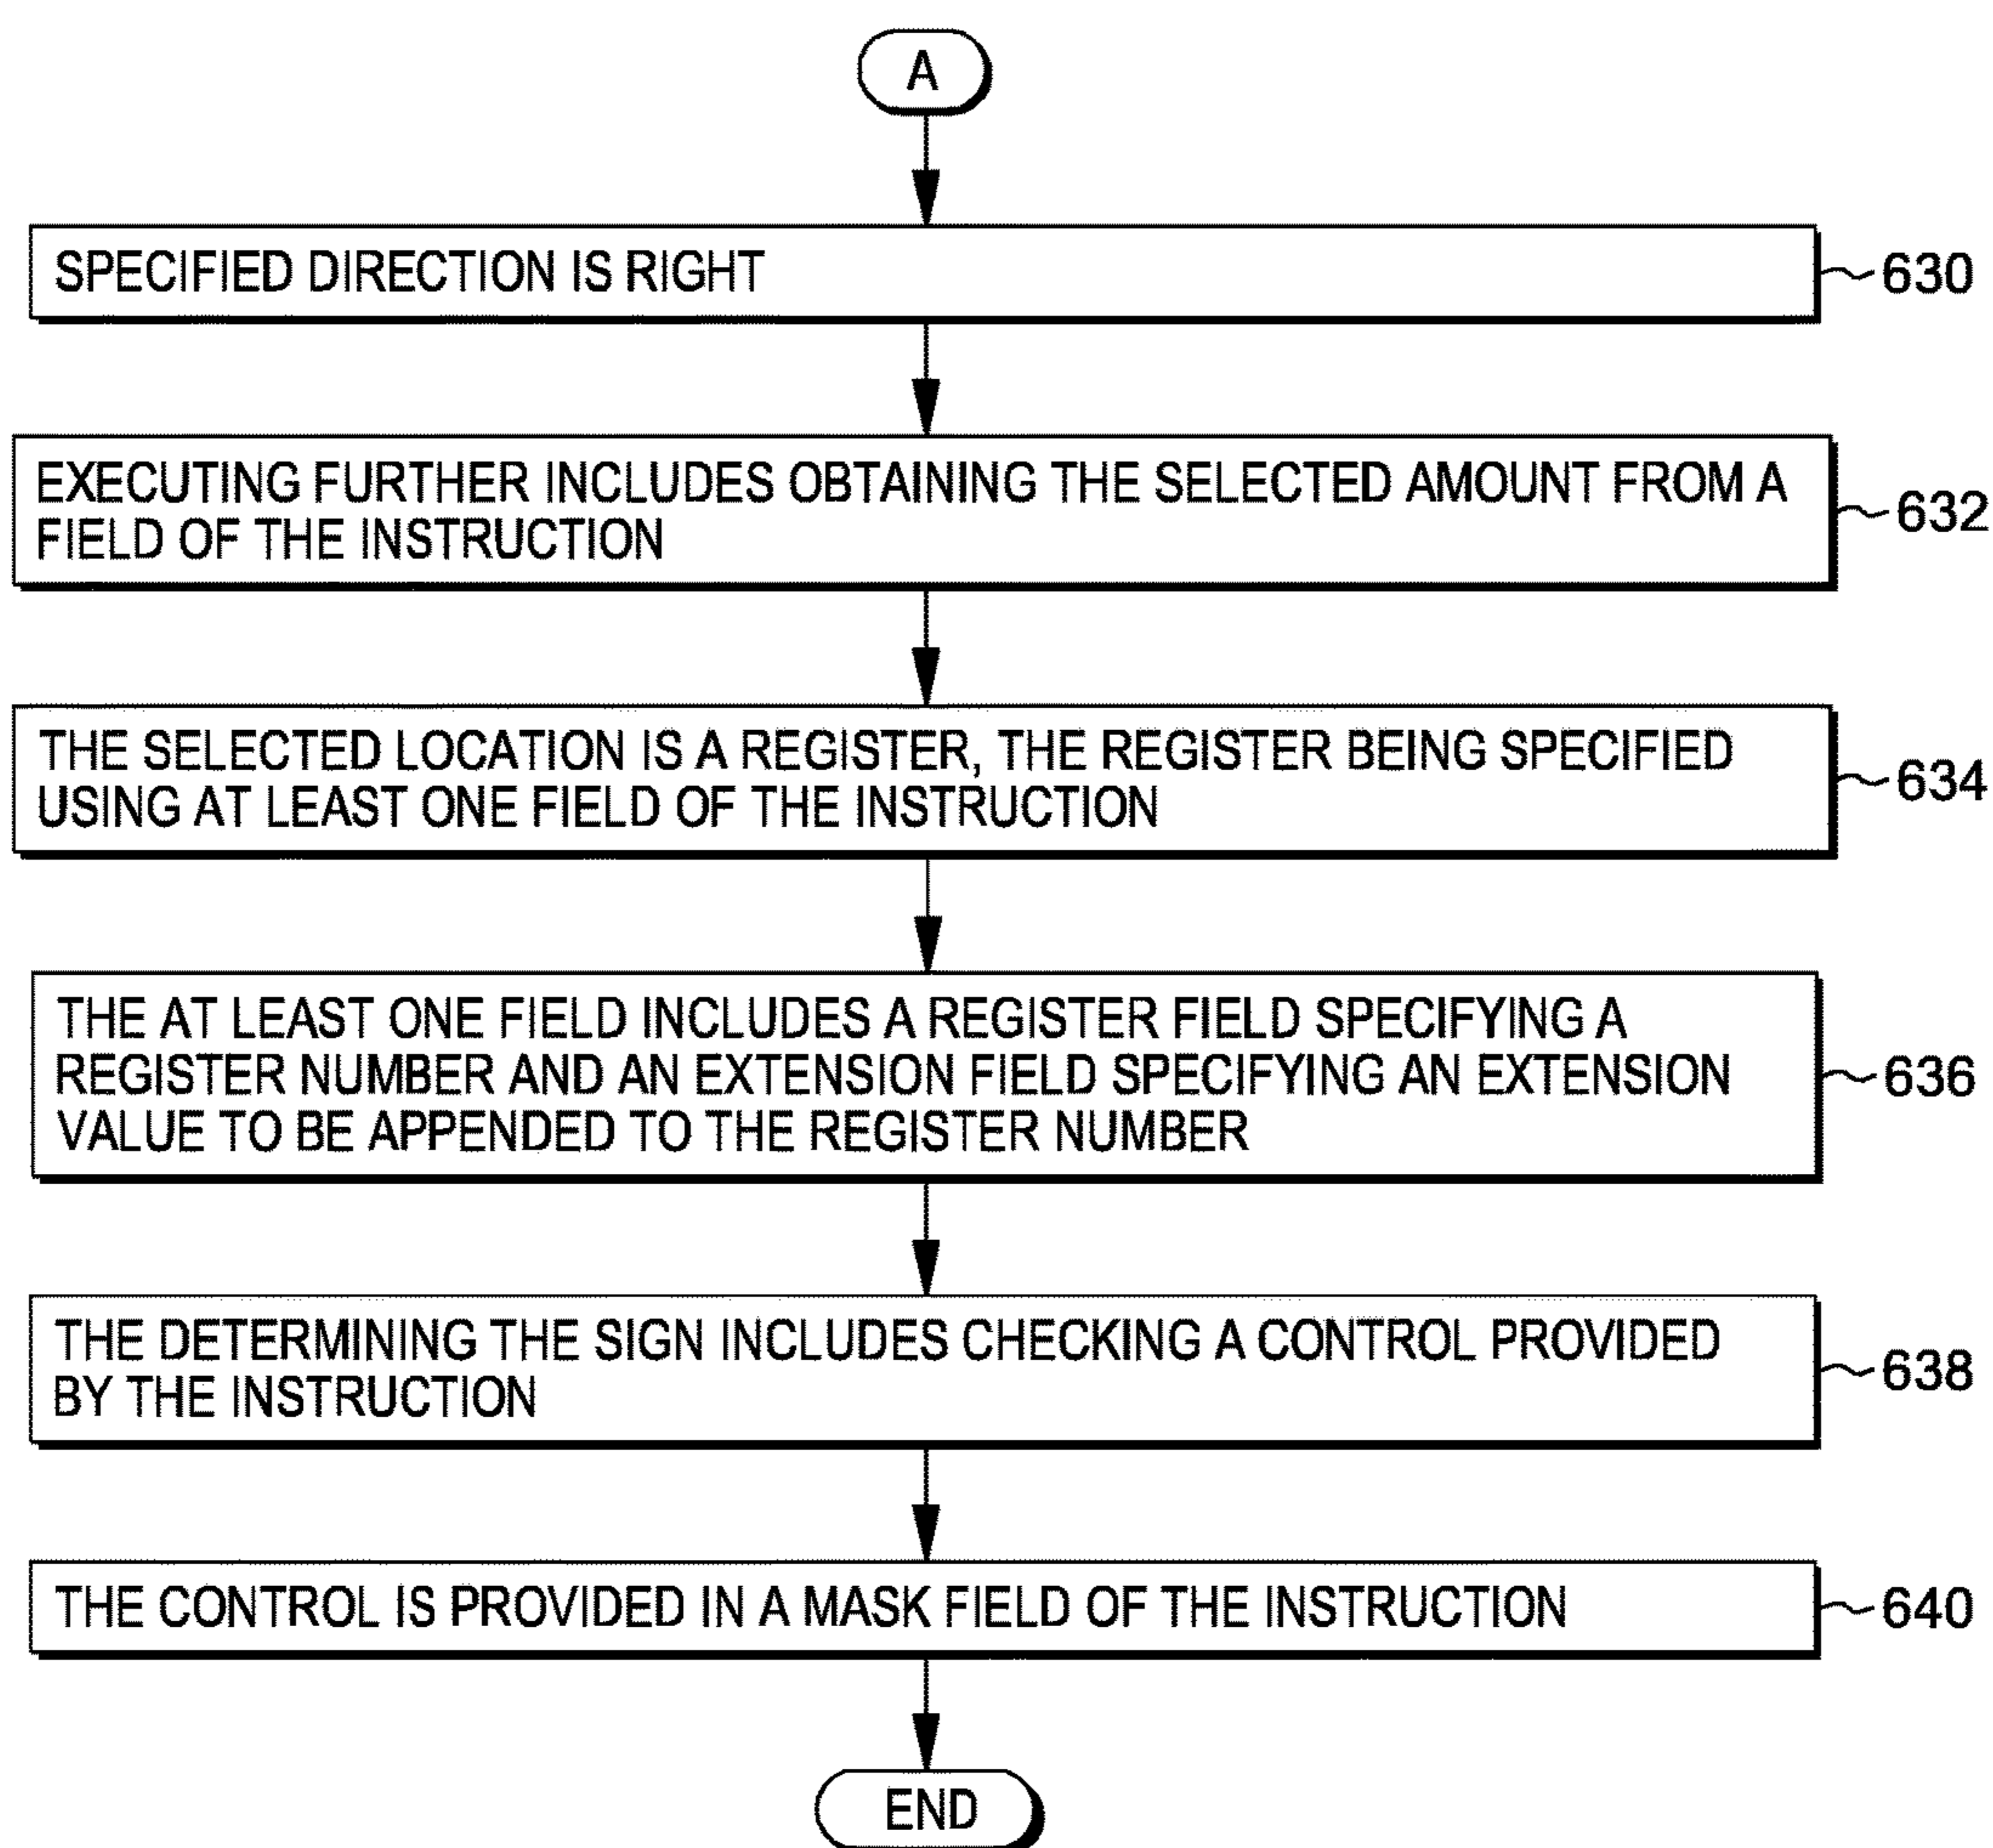 A
SPECIFIED DIRECTION IS RIGHT
630
EXECUTING FURTHER INCLUDES OBTAINING THE SELECTED AMOUNT FROM A
FIELD OF THE INSTRUCTION
632
THE SELECTED LOCATION IS A REGISTER, THE REGISTER BEING SPECIFIED
USING AT LEAST ONE FIELD OF THE INSTRUCTION
634
THE AT LEAST ONE FIELD INCLUDES A REGISTER FIELD SPECIFYING A
REGISTER NUMBER AND AN EXTENSION FIELD SPECIFYING AN EXTENSION
VALUE TO BE APPENDED TO THE REGISTER NUMBER
636
THE DETERMINING THE SIGN INCLUDES CHECKING A CONTROL PROVIDED
BY THE INSTRUCTION
638
THE CONTROL IS PROVIDED IN A MASK FIELD OF THE INSTRUCTION
640
END